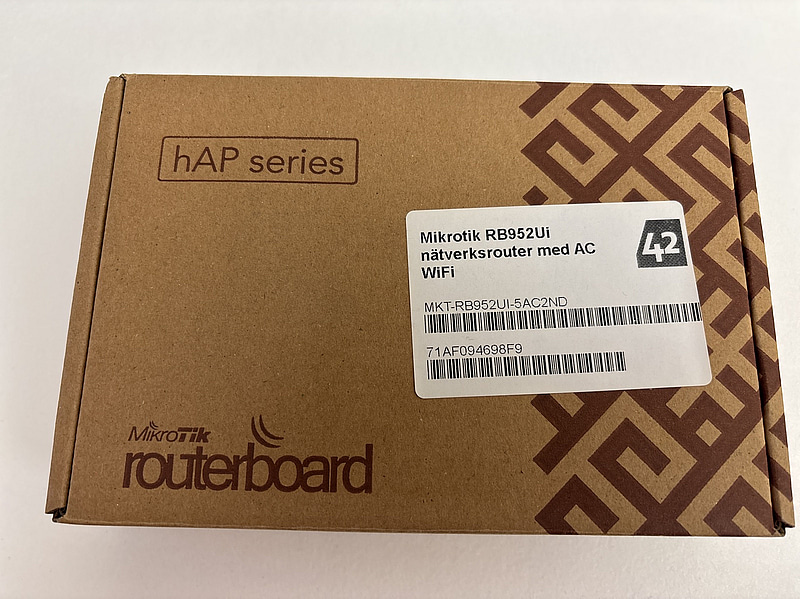 hAP series
Mikrotik RB952Ui
nätverksrouter med AC
WiFi
42
MKT-RB952UI-5AC2ND
71AF094698F9
MikroTik
routerboard